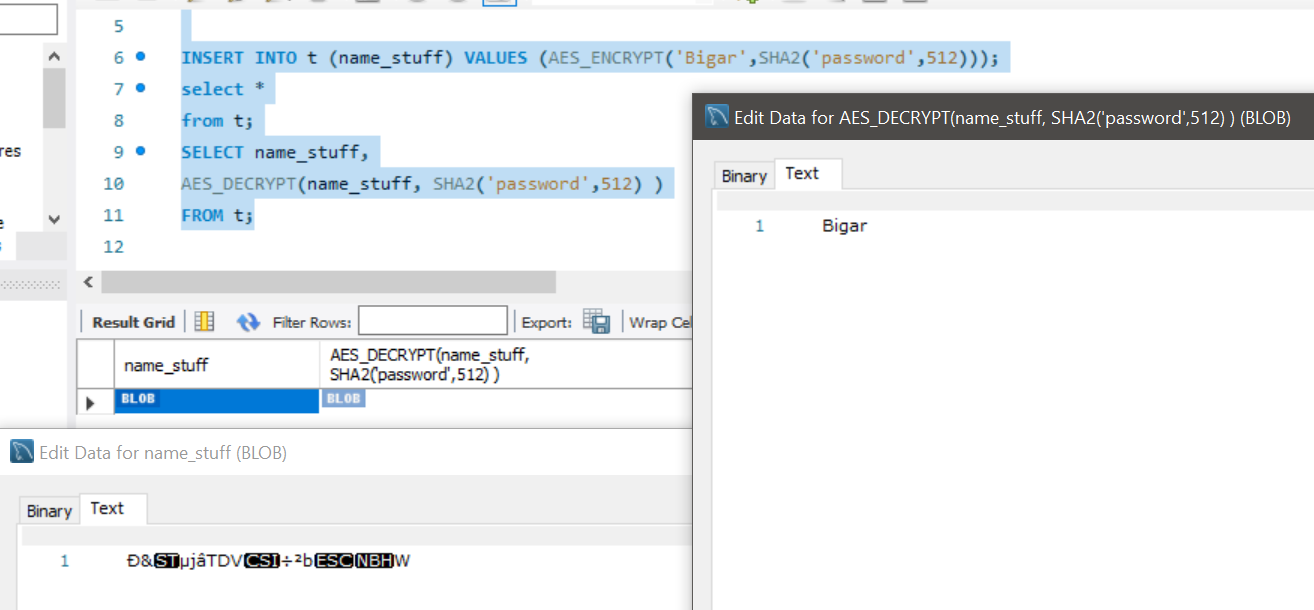 5
6 INSERT INTO t (name_stuff) VALUES (AES_ENCRYPT('Bigar',SHA2('password',512)));
7 select *
8 from t;
9 SELECT name_stuff,
10 AES_DECRYPT(name_stuff, SHA2('password',512) )
11 FROM t;
12
res
Result Grid Filter Rows: Export: Wrap Cel
name_stuff AES_DECRYPT(name_stuff,
SHA2('password',512) )
BLOB BLOB
Edit Data for name_stuff (BLOB)
Binary Text
1 Ð&STµjâTDVCSI÷²bESCNBHW
Edit Data for AES_DECRYPT(name_stuff, SHA2('password',512) ) (BLOB)
Binary Text
1 Bigar